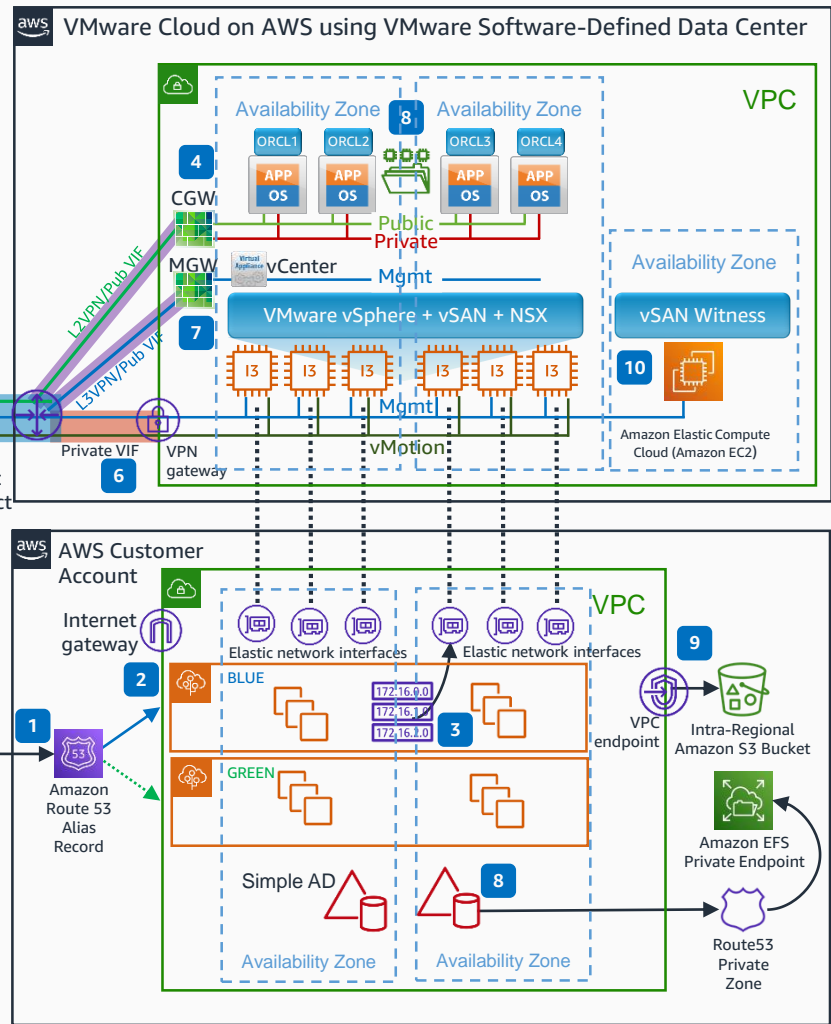 aws
VMware Cloud on AWS using VMware Software-Defined Data Center
VPC
Availability Zone
Availability Zone
8
ORCL1
ORCL2
ORCL3
ORCL4
4
APP
OS
APP
OS
APP
OS
APP
OS
CGW
Public
Private
MGW
Virtual
Appliance
vCenter
Mgmt
Availability Zone
L2VPN/Pub VIF
L3VPN/Pub VIF
7
VMware vSphere + vSAN + NSX
vSAN Witness
I3
I3
I3
I3
I3
I3
10
Mgmt
Private VIF
VPN
gateway
vMotion
Amazon Elastic Compute
Cloud (Amazon EC2)
6
ct
aws
AWS Customer
Account
VPC
Internet
gateway
Elastic network interfaces
Elastic network interfaces
9
2
BLUE
172.16.0.0
172.16.1.0
172.16.2.0
3
VPC
endpoint
Intra-Regional
Amazon S3 Bucket
1
53
GREEN
Amazon
Route 53
Alias
Record
Amazon EFS
Private Endpoint
Simple AD
8
Route53
Private
Zone
Availability Zone
Availability Zone